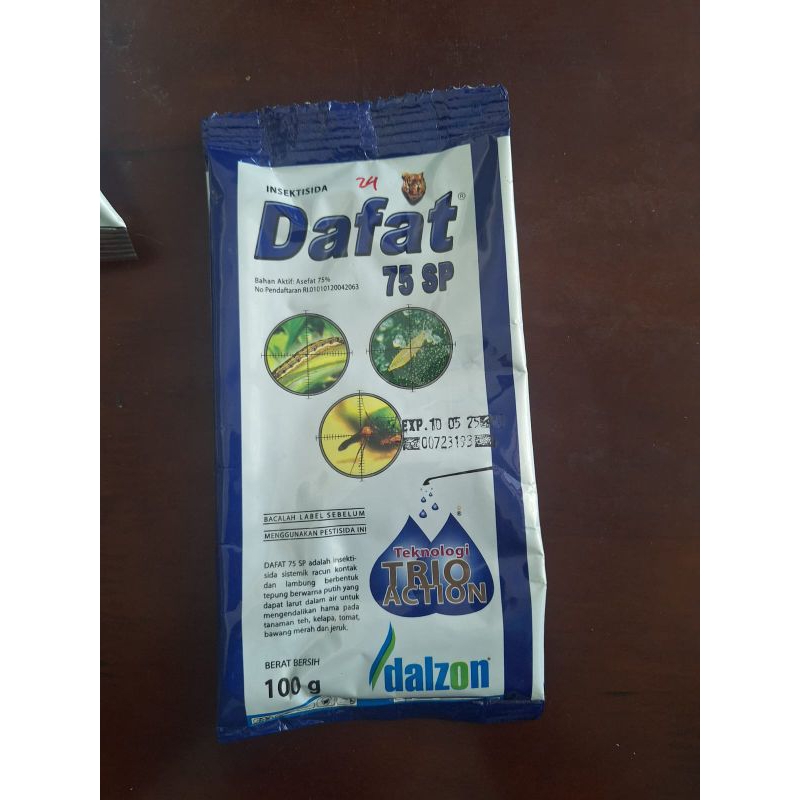 INSEKTISIDA
24
Dafat®
75 SP
Bahan Aktif: Asefat 75%
No Pendaftaran RI.01010120042063
EXP. 10 05 25
00723193
BACALAH LABEL SEBELUM
MENGGUNAKAN PESTISIDA INI
Teknologi
TRIO
ACTION
DAFAT 75 SP adalah insekti-
sida sistemik racun kontak
dan lambung berbentuk
tepung berwarna putih yang
dapat larut dalam air untuk
mengendalikan hama pada
tanaman teh, kelapa, tomat,
bawang merah dan jeruk.
BERAT BERSIH
100 g
dalzon®